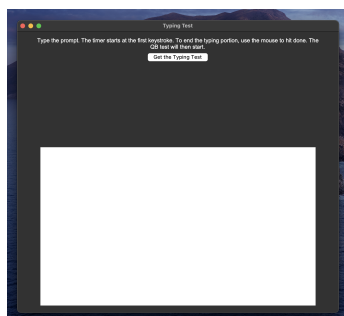 Typing Test
Type the prompt. The timer starts at the first keystroke. To end the typing portion, use the mouse to hit done. The
QB test will then start.
Get the Typing Test